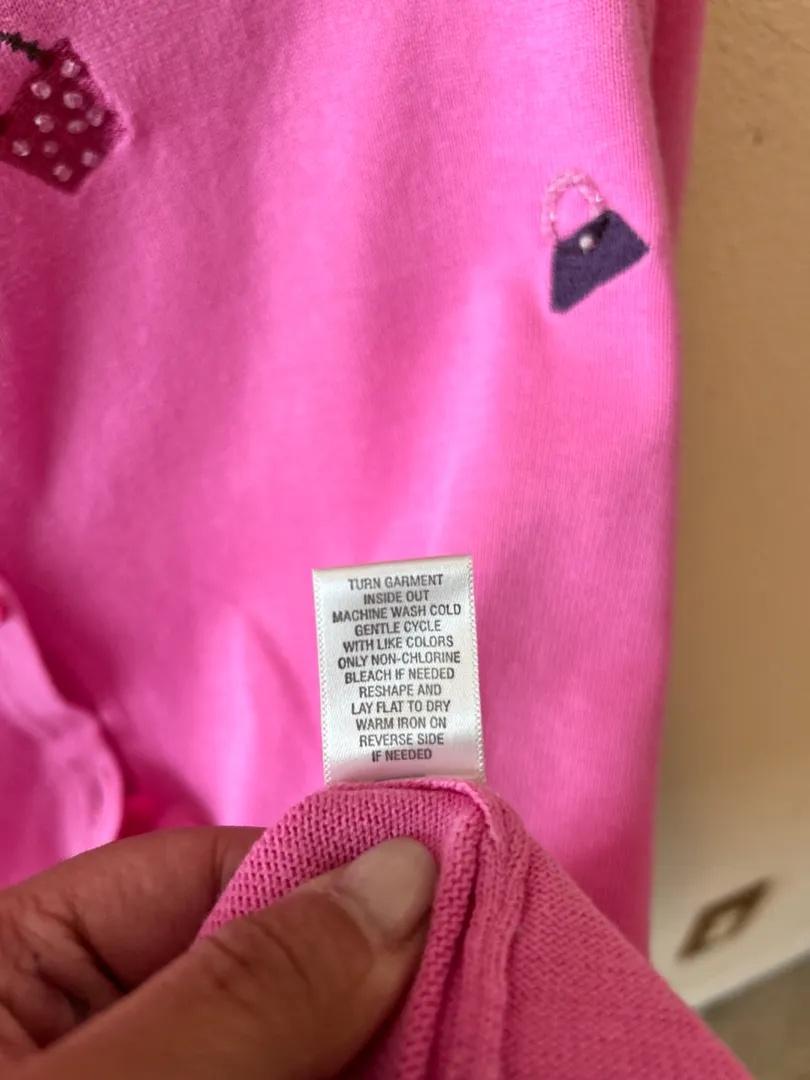 TURN GARMENT
INSIDE OUT
MACHINE WASH COLD
GENTLE CYCLE
WITH LIKE COLORS
ONLY NON-CHLORINE
BLEACH IF NEEDED
RESHAPE AND
LAY FLAT TO DRY
WARM IRON ON
REVERSE SIDE
IF NEEDED